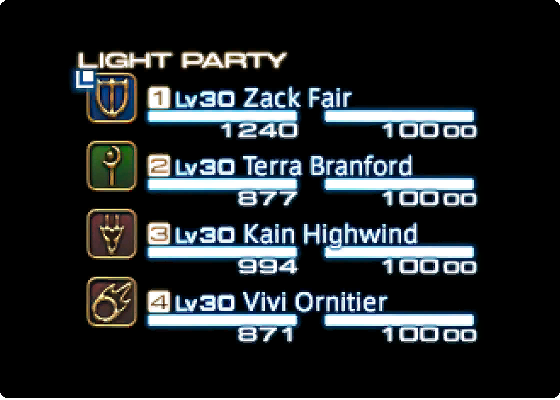 LIGHT PARTY
1 Lv30 Zack Fair
1240 10000
2 Lv30 Terra Branford
877 10000
3 Lv30 Kain Highwind
994 10000
4 Lv30 Vivi Ornitier
871 10000